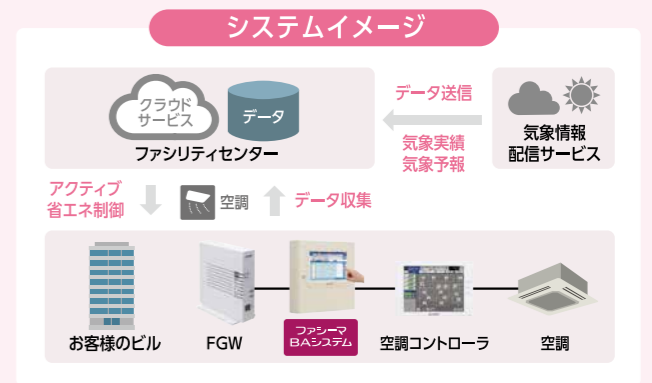 システムイメージ
クラウド
サービス
データ
ファシリティセンター
データ送信
気象実績
気象予報
気象情報
配信サービス
アクティブ
省エネ制御
空調
データ収集
お客様のビル
FGW
ファシーマ
BAシステム
空調コントローラ
空調